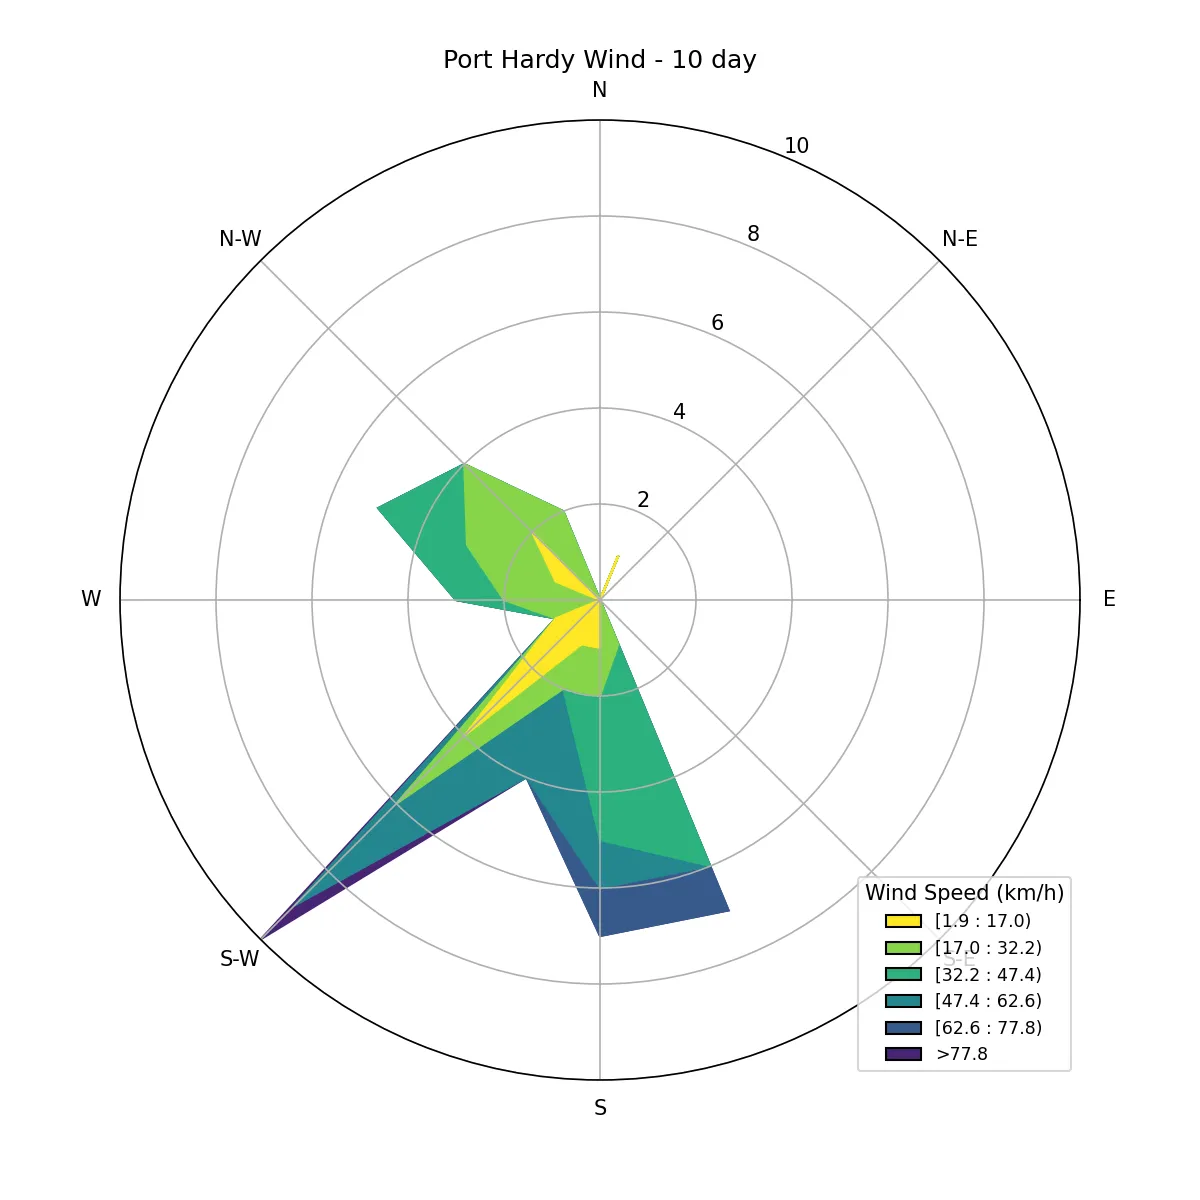 Port Hardy Wind - 10 day
N
10
N-W
N-E
8
6
4
2
W
E
Wind Speed (km/h)
[1.9 : 17.0)
[17.0 : 32.2)
S-W
S-E
[32.2 : 47.4)
[47.4 : 62.6)
[62.6 : 77.8)
>77.8
S